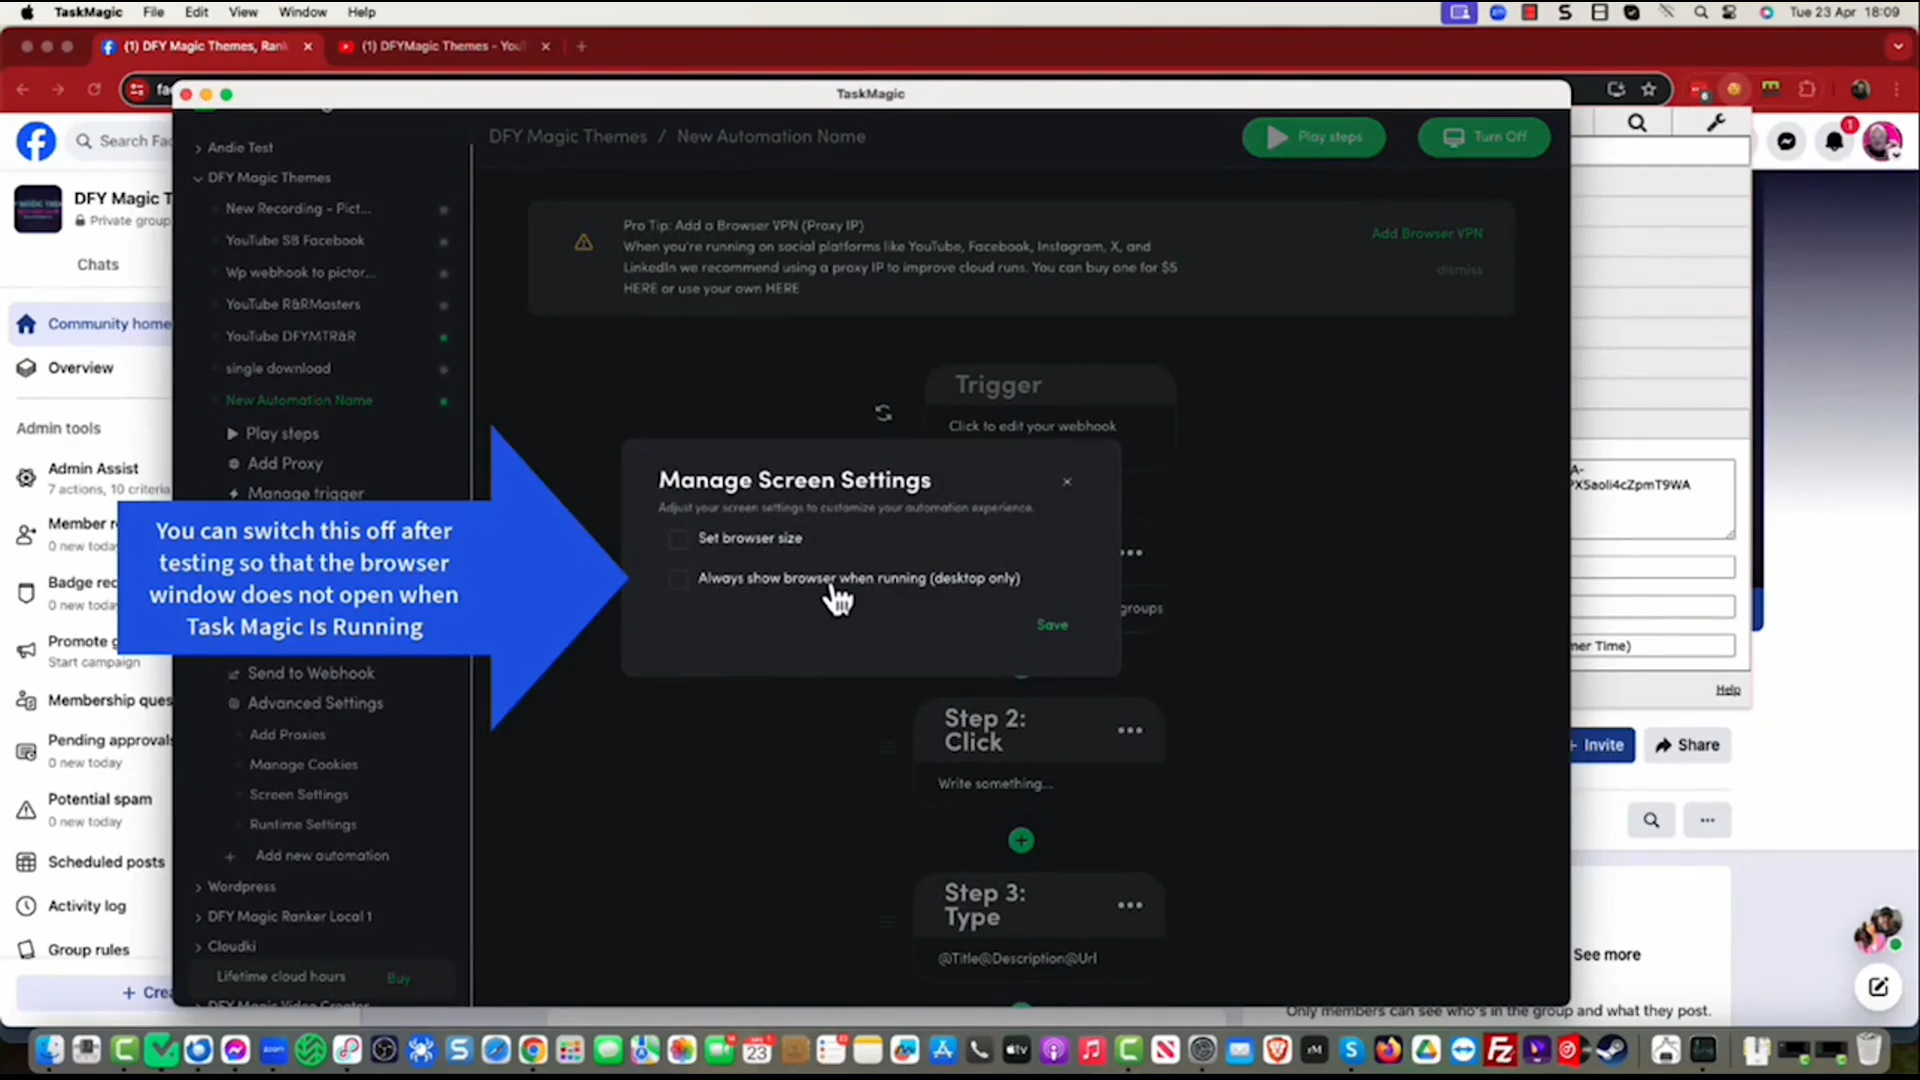 TaskMagic File Edit View Window Help
Tue 23 Apr 18:09
(1) DFY Magic Themes, Rank
(1) DFYMagic Themes - You
TaskMagic
Search Fac
DFY Magic T
Private group
Chats
Community home
Overview
Admin tools
Admin Assist
7 actions, 10 criteria
Member r
0 new today
Badge rec
0 new today
Promote g
Start campaign
Membership ques
Pending approvals
0 new today
Potential spam
0 new today
Scheduled posts
Activity log
Group rules
+ Crea
Andie Test
DFY Magic Themes
New Recording - Pict...
YouTube SB Facebook
Wp webhook to pictor...
YouTube R&RMasters
YouTube DFYMTR&R
single download
New Automation Name
Play steps
Add Proxy
Manage trigger
You can switch this off after
testing so that the browser
window does not open when
Task Magic Is Running
Send to Webhook
Advanced Settings
Add Proxies
Manage Cookies
Screen Settings
Runtime Settings
+ Add new automation
Wordpress
DFY Magic Ranker Local 1
Cloudki
Lifetime cloud hours Buy
DFY Magic Video Creator
DFY Magic Themes / New Automation Name
Play steps
Turn Off
Pro Tip: Add a Browser VPN (Proxy IP)
When you're running on social platforms like YouTube, Facebook, Instagram, X, and
LinkedIn we recommend using a proxy IP to improve cloud runs. You can buy one for $5
HERE or use your own HERE
Add Browser VPN
dismiss
Trigger
Click to edit your webhook
Manage Screen Settings
Adjust your screen settings to customize your automation experience.
Set browser size
Always show browser when running (desktop only)
Save
groups
Step 2:
Click
Write something...
Step 3:
Type
@Title@Description@Url
1
A-
PX5aoli4cZpmT9WA
mer Time)
Help
Invite
Share
See more
Only members can see who's in the group and what they post.